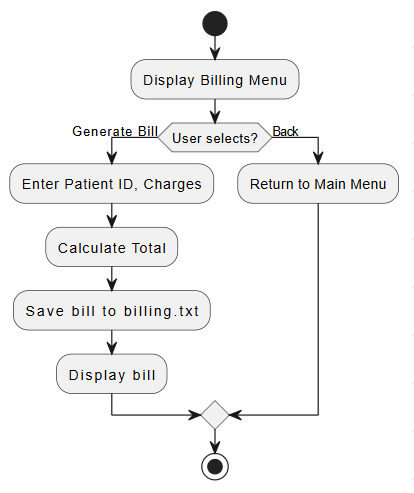 Display Billing Menu
Generate Bill
User selects?
Back
Enter Patient ID, Charges
Return to Main Menu
Calculate Total
Save bill to billing.txt
Display bill